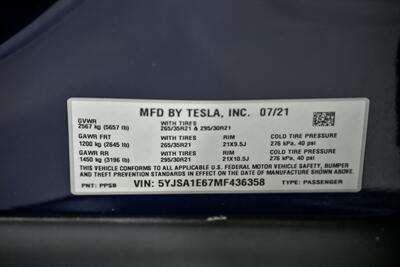 MFD BY TESLA, INC. 07/21
GVWR WITH TIRES
2567 kg (5657 lb) 265/35R21 & 295/30R21
GAWR FRT WITH TIRES RIM COLD TIRE PRESSURE
1200 kg (2645 lb) 265/35R21 21X9.5J 276 kPa, 40 psi
GAWR RR WITH TIRES RIM COLD TIRE PRESSURE
1450 kg (3196 lb) 295/30R21 21X10.5J 276 kPa, 40 psi
THIS VEHICLE CONFORMS TO ALL APPLICABLE U.S. FEDERAL MOTOR VEHICLE SAFETY, BUMPER
AND THEFT PREVENTION STANDARDS IN EFFECT ON THE DATE OF MANUFACTURE SHOWN ABOVE.
PNT: PPSB VIN: 5YJSA1E67MF436358 TYPE: PASSENGER